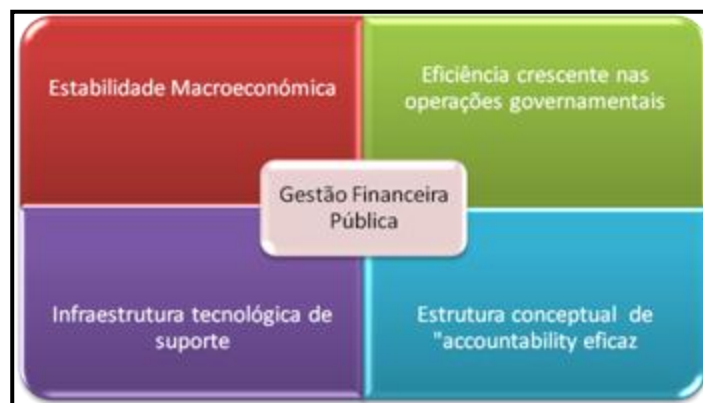 Estabilidade Macroeconómica
Eficiência crescente nas
operações governamentais
Gestão Financeira
Pública
Infraestrutura tecnológica de
suporte
Estrutura conceptual de
"accountability eficaz